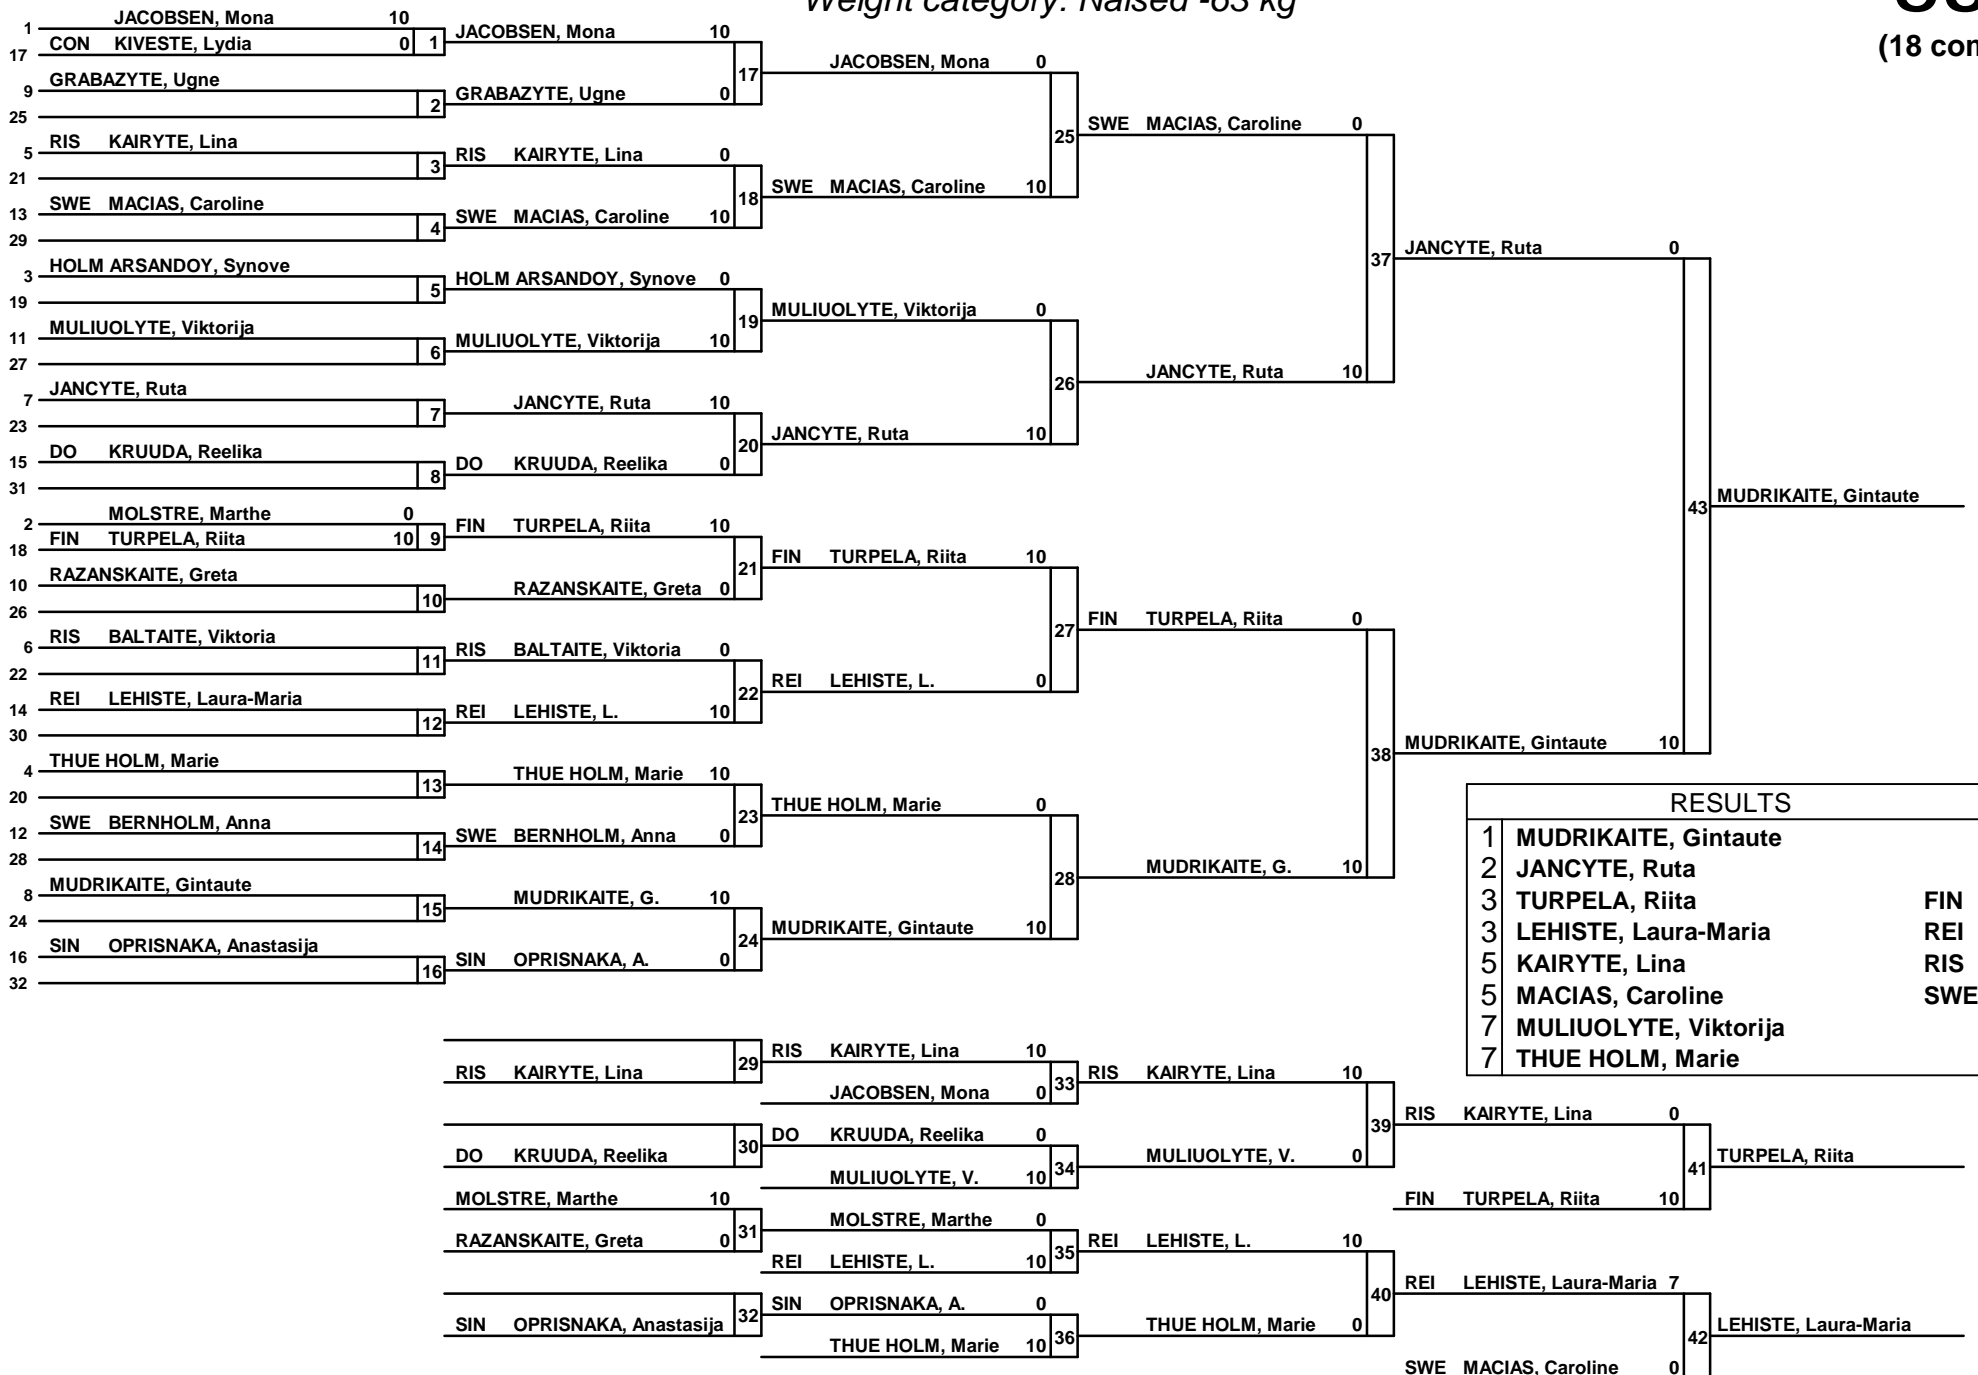 Weight category: Naised -63 kg
(18 con
1 JACOBSEN, Mona 10
17 CON KIVESTE, Lydia 0 1
9 GRABAZYTE, Ugne
25 2
5 RIS KAIRYTE, Lina
21 3
13 SWE MACIAS, Caroline
29 4
3 HOLM ARSANDOY, Synove
19 5
11 MULIUOLYTE, Viktorija
27 6
7 JANCYTE, Ruta
23 7
15 DO KRUUDA, Reelika
31 8
2 MOLSTRE, Marthe 0
18 FIN TURPELA, Riita 10 9
10 RAZANSKAITE, Greta
26 10
6 RIS BALTAITE, Viktoria
22 11
14 REI LEHISTE, Laura-Maria
30 12
4 THUE HOLM, Marie
20 13
12 SWE BERNHOLM, Anna
28 14
8 MUDRIKAITE, Gintaute
24 15
16 SIN OPRISNAKA, Anastasija
32 16
JACOBSEN, Mona 10
17
GRABAZYTE, Ugne 0
RIS KAIRYTE, Lina 0
18
SWE MACIAS, Caroline 10
HOLM ARSANDOY, Synove 0
19
MULIUOLYTE, Viktorija 10
JANCYTE, Ruta 10
20
DO KRUUDA, Reelika 0
FIN TURPELA, Riita 10
21
RAZANSKAITE, Greta 0
RIS BALTAITE, Viktoria 0
22
REI LEHISTE, L. 10
THUE HOLM, Marie 10
23
SWE BERNHOLM, Anna 0
MUDRIKAITE, G. 10
24
SIN OPRISNAKA, A. 0
JACOBSEN, Mona 0
25
SWE MACIAS, Caroline 10
MULIUOLYTE, Viktorija 0
26
JANCYTE, Ruta 10
FIN TURPELA, Riita 10
27
REI LEHISTE, L. 0
THUE HOLM, Marie 0
28
MUDRIKAITE, Gintaute 10
SWE MACIAS, Caroline 0
37
JANCYTE, Ruta 10
FIN TURPELA, Riita 0
38
MUDRIKAITE, G. 10
JANCYTE, Ruta 0
43
MUDRIKAITE, Gintaute 10
MUDRIKAITE, Gintaute
RESULTS
1 MUDRIKAITE, Gintaute
2 JANCYTE, Ruta
3 TURPELA, Riita FIN
3 LEHISTE, Laura-Maria REI
5 KAIRYTE, Lina RIS
5 MACIAS, Caroline SWE
7 MULIUOLYTE, Viktorija
7 THUE HOLM, Marie
29
RIS KAIRYTE, Lina
30
DO KRUUDA, Reelika
MOLSTRE, Marthe 10
31
RAZANSKAITE, Greta 0
32
SIN OPRISNAKA, Anastasija
RIS KAIRYTE, Lina 10
33
JACOBSEN, Mona 0
DO KRUUDA, Reelika 0
34
MULIUOLYTE, V. 10
MOLSTRE, Marthe 0
35
REI LEHISTE, L. 10
SIN OPRISNAKA, A. 0
36
THUE HOLM, Marie 10
RIS KAIRYTE, Lina 10
39
MULIUOLYTE, V. 0
REI LEHISTE, L. 10
40
THUE HOLM, Marie 0
RIS KAIRYTE, Lina 0
41
FIN TURPELA, Riita 10
TURPELA, Riita
REI LEHISTE, Laura-Maria 7
42
SWE MACIAS, Caroline 0
LEHISTE, Laura-Maria